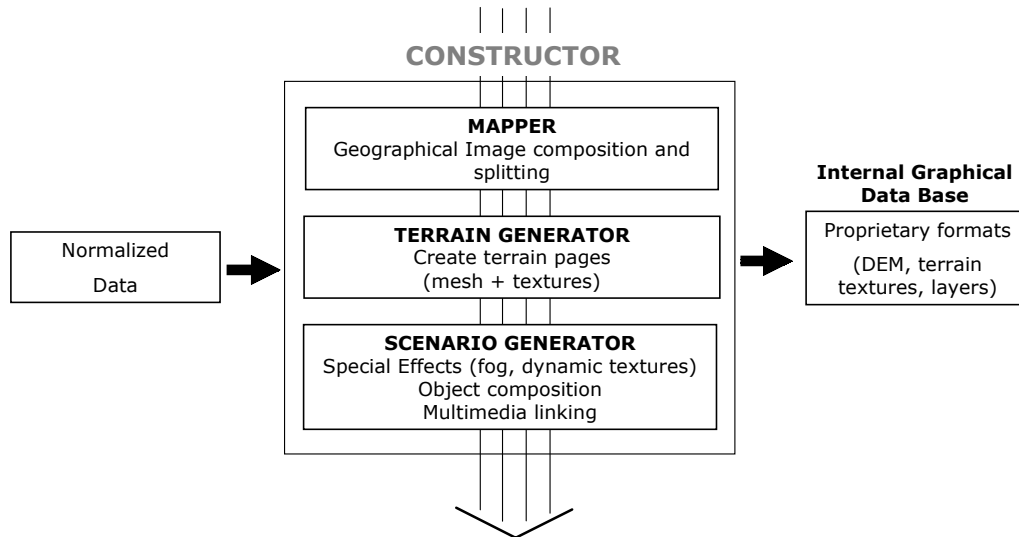 CONSTRUCTOR
MAPPER
Geographical Image composition and
splitting
TERRAIN GENERATOR
Create terrain pages
(mesh + textures)
SCENARIO GENERATOR
Special Effects (fog, dynamic textures)
Object composition
Multimedia linking
Normalized
Data
Internal Graphical
Data Base
Proprietary formats
(DEM, terrain
textures, layers)